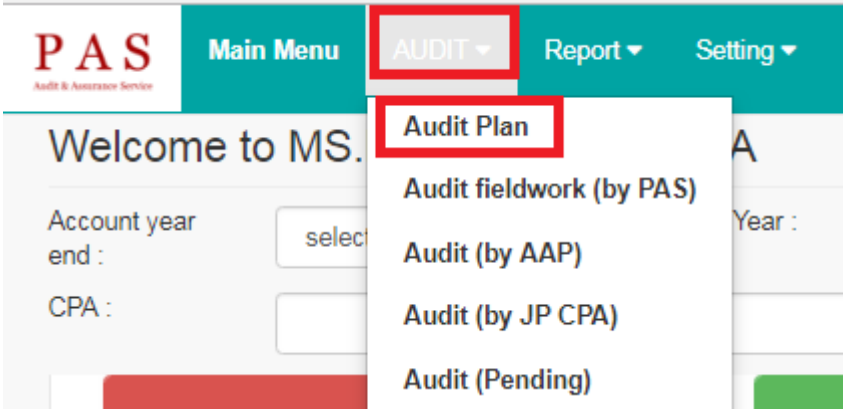 PAS
Audit & Assurance Service
Main Menu
AUDIT
Report
Setting
Audit Plan
Audit fieldwork (by PAS)
Audit (by AAP)
Audit (by JP CPA)
Audit (Pending)
Welcome to MS.
A
Account year
end :
selec
Year :
CPA :